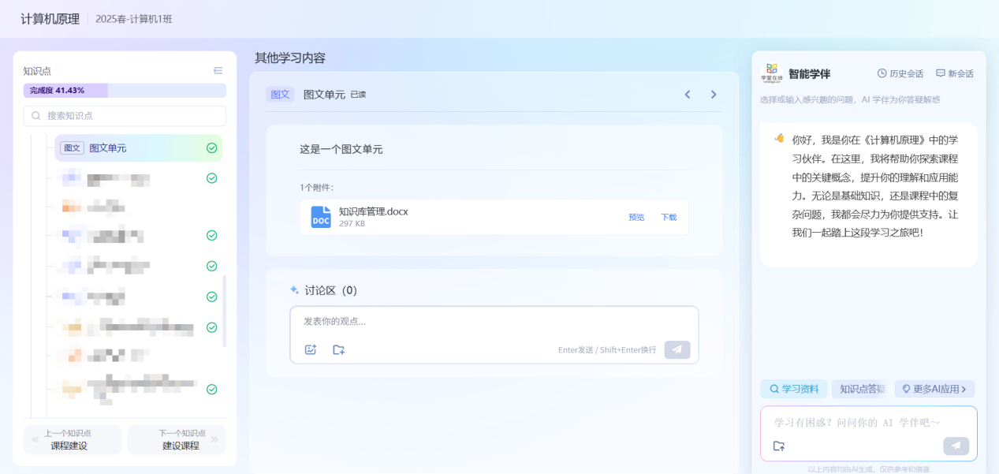 计算机原理
2025春-计算机1班
知识点
完成度 41.43%
搜索知识点
图文 图文单元
上一个知识点
课程建设
下一个知识点
建设课程
其他学习内容
图文 图文单元 已读
这是一个图文单元
1个附件：
DOC
知识库管理.docx
297 KB
预览 下载
讨论区（0）
发表你的观点...
Enter发送 / Shift+Enter换行
学堂在线
智能学伴
历史会话 新会话
选择或输入感兴趣的问题，AI 学伴为你答疑解惑
你好，我是你在《计算机原理》中的学
习伙伴。在这里，我将帮助你探索课程
中的关键概念，提升你的理解和应用能
力。无论是基础知识，还是课程中的复
杂问题，我都会尽力为你提供支持。让
我们一起踏上这段学习之旅吧！
学习资料 知识点答疑 更多AI应用
学习有困惑？问问你的 AI 学伴吧～
以上内容均由AI生成，仅供参考和借鉴